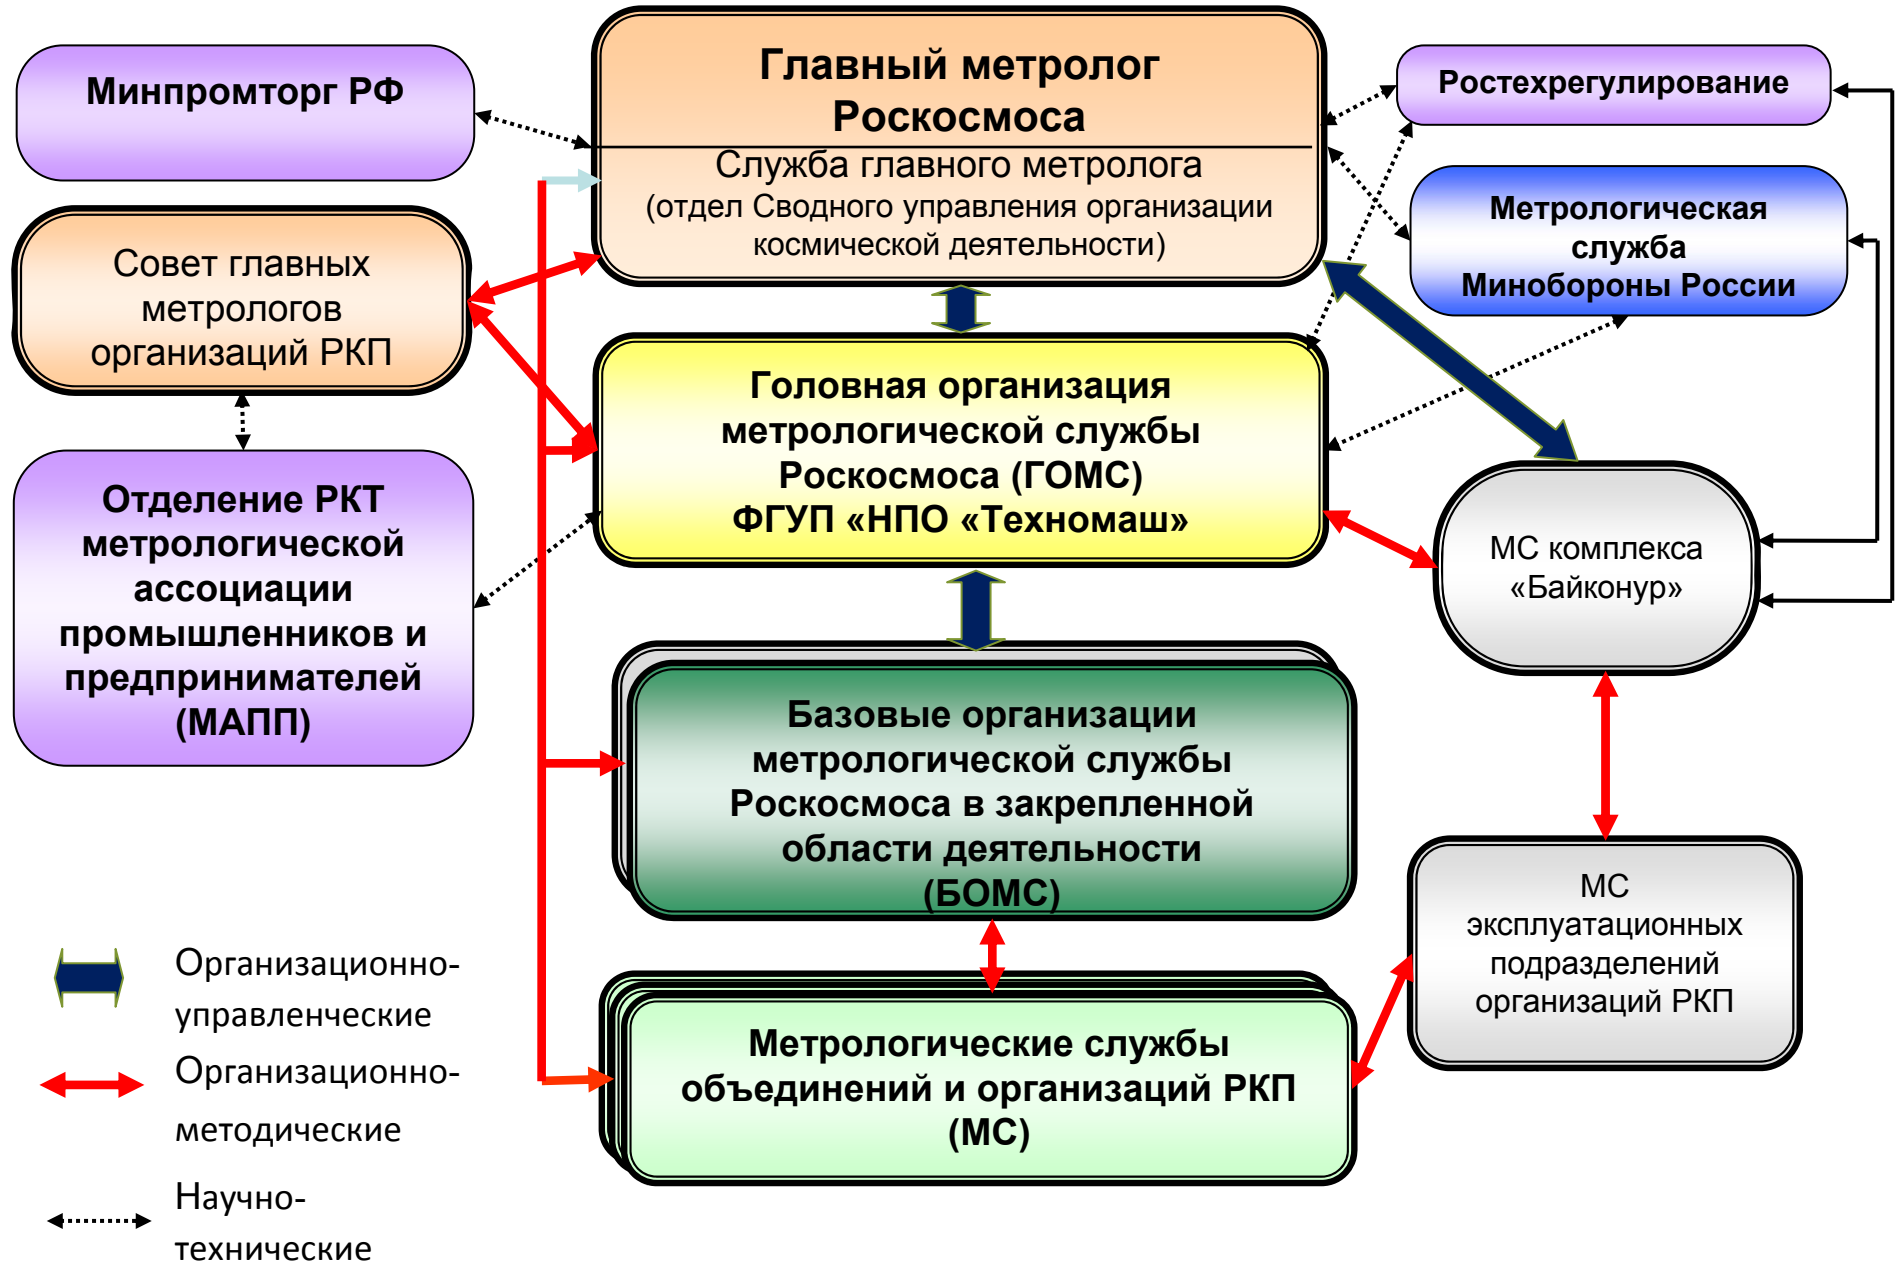 Минпромторг РФ
Главный метролог
Роскосмоса
Служба главного метролога
(отдел Сводного управления организации
космической деятельности)
Ростехрегулирование
Метрологическая
служба
Минобороны России
Совет главных
метрологов
организаций РКП
Головная организация
метрологической службы
Роскосмоса (ГОМС)
ФГУП «НПО «Техномаш»
Отделение РКТ
метрологической
ассоциации
промышленников и
предпринимателей
(МАПП)
МС комплекса
«Байконур»
Базовые организации
метрологической службы
Роскосмоса в закрепленной
области деятельности
(БОМС)
МС
эксплуатационных
подразделений
организаций РКП
Метрологические службы
объединений и организаций РКП
(МС)
Организационно-
управленческие
Организационно-
методические
Научно-
технические